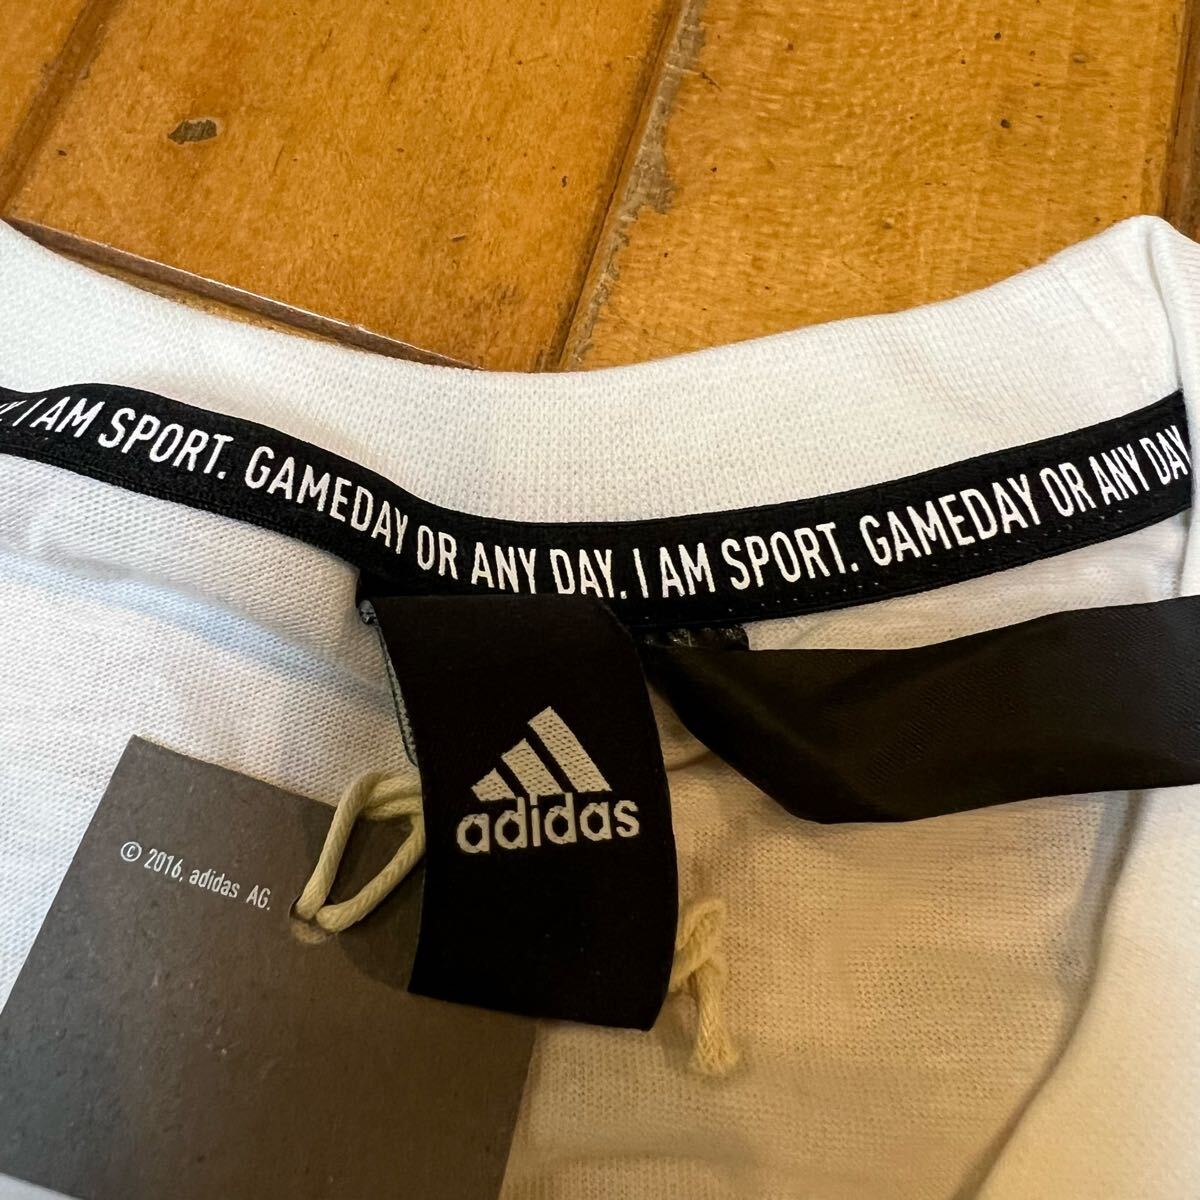 I AM SPORT. GAMEDAY OR ANY DAY. I AM SPORT. GAMEDAY OR ANY DAY
adidas
© 2016, adidas AG.